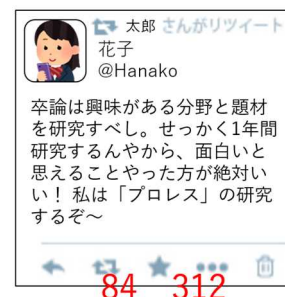 太郎 さんがリツイート
花子
@Hanako
卒論は興味がある分野と題材
を研究すべし。せっかく1年間
研究するんやから、面白いと
思えることやった方が絶対い
い! 私は「プロレス」の研究
するぞ〜
84 312